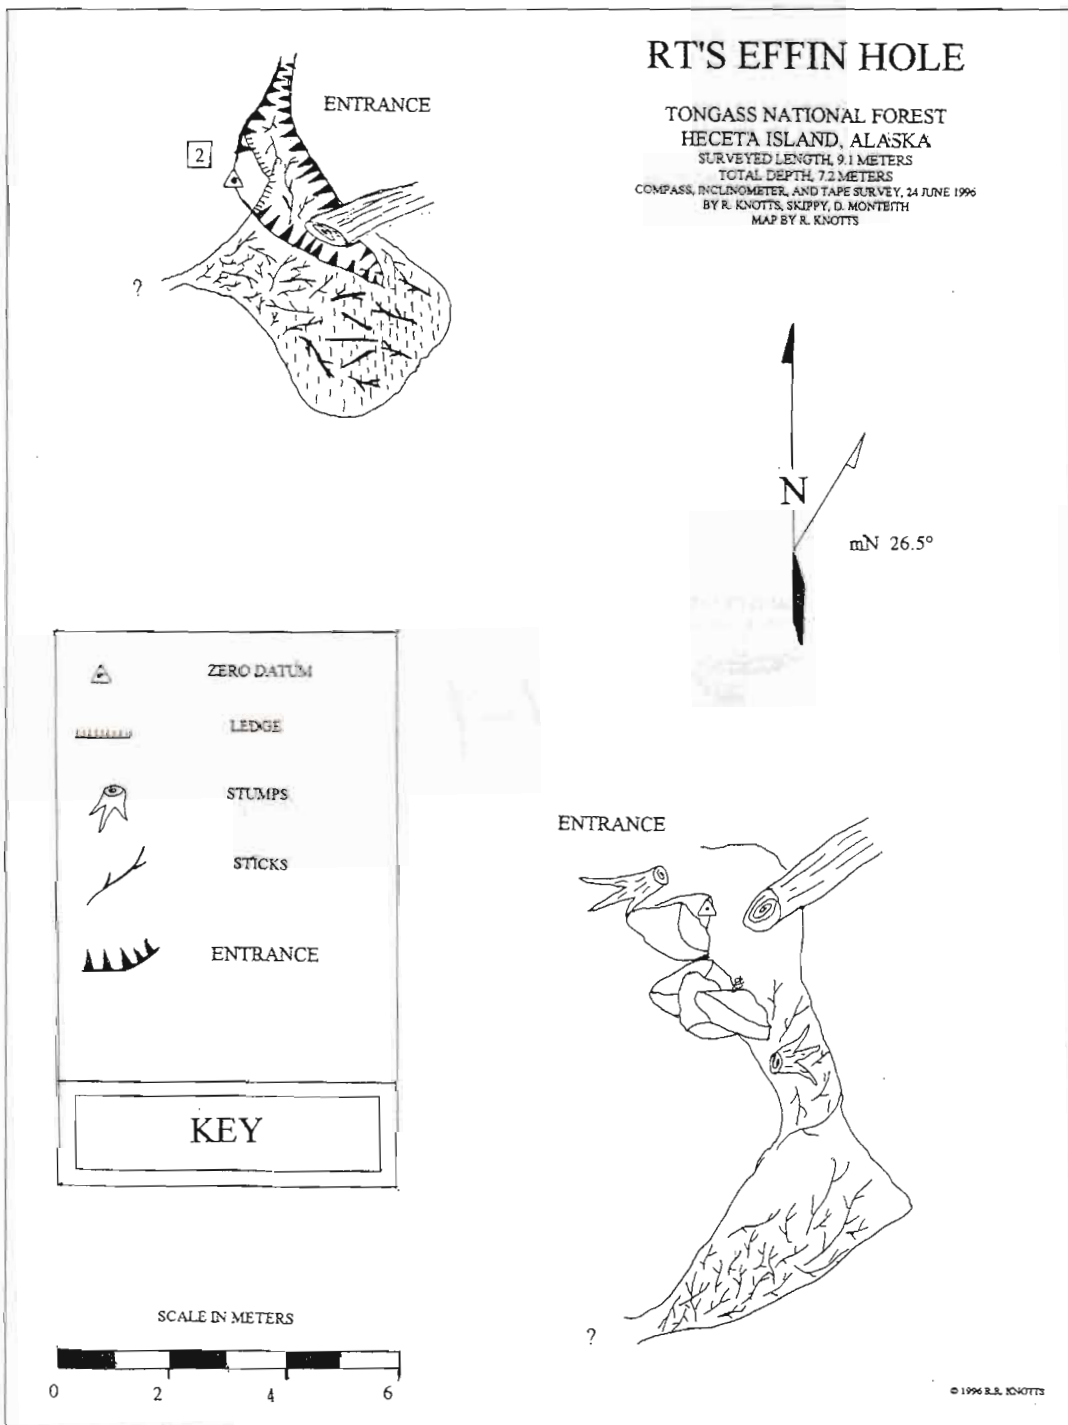 RT'S EFFIN HOLE
TONGASS NATIONAL FOREST
HECETA ISLAND, ALASKA
SURVEYED LENGTH, 9.1 METERS
TOTAL DEPTH, 7.2 METERS
COMPASS, INCLINOMETER, AND TAPE SURVEY, 24 JUNE 1996
BY R. KNOTTS, SKIPPY, D. MONTEITH
MAP BY R. KNOTTS
ENTRANCE
2
?
N
mN 26.5°
ZERO DATUM
LEDGE
STUMPS
STICKS
ENTRANCE
KEY
ENTRANCE
?
SCALE IN METERS
0 2 4 6
© 1996 R.R. KNOTTS